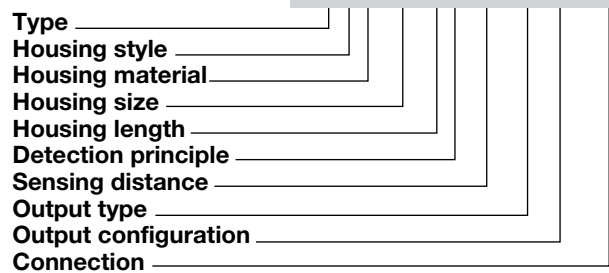 Type
Housing style
Housing material
Housing size
Housing length
Detection principle
Sensing distance
Output type
Output configuration
Connection